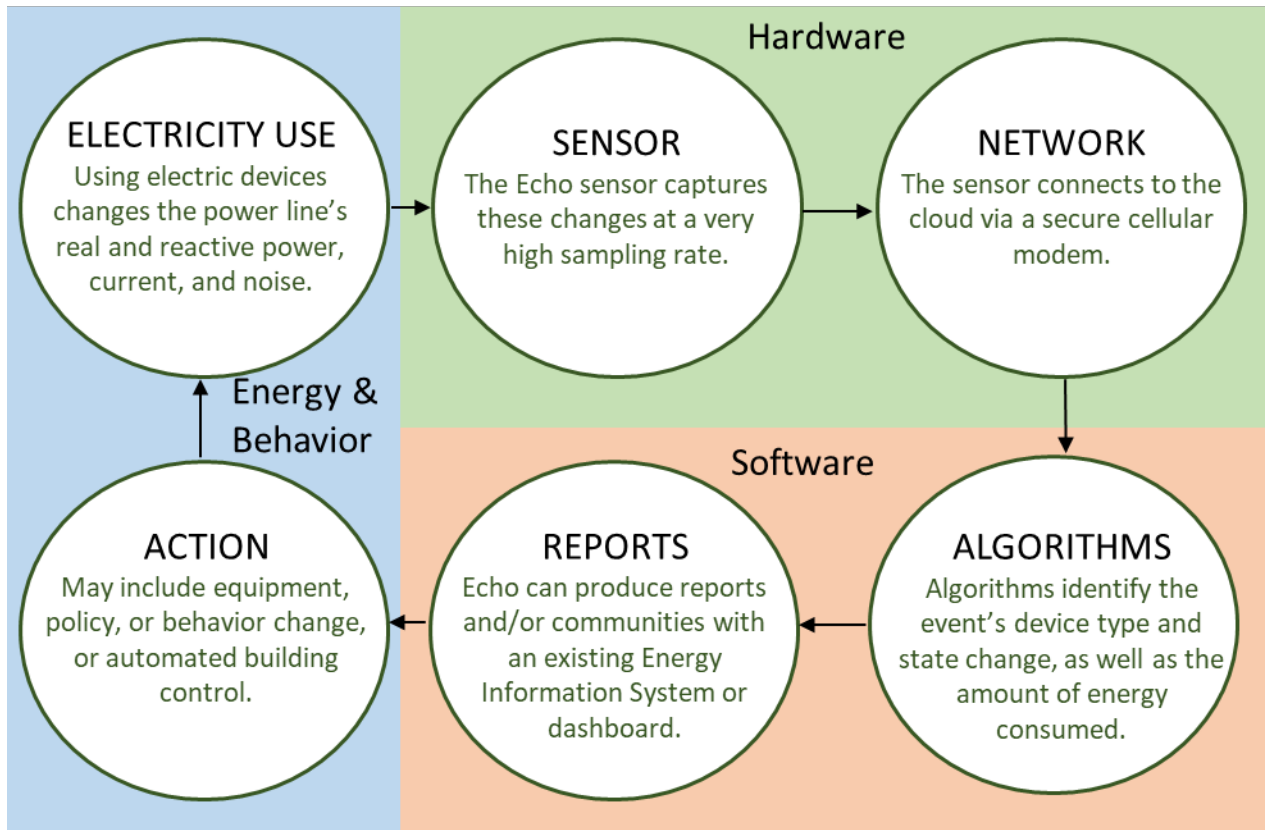 Hardware
ELECTRICITY USE
Using electric devices
changes the power line’s
real and reactive power,
current, and noise.
SENSOR
The Echo sensor captures
these changes at a very
high sampling rate.
NETWORK
The sensor connects to the
cloud via a secure cellular
modem.
Energy &
Behavior
Software
ACTION
May include equipment,
policy, or behavior change,
or automated building
control.
REPORTS
Echo can produce reports
and/or communities with
an existing Energy
Information System or
dashboard.
ALGORITHMS
Algorithms identify the
event’s device type and
state change, as well as the
amount of energy
consumed.